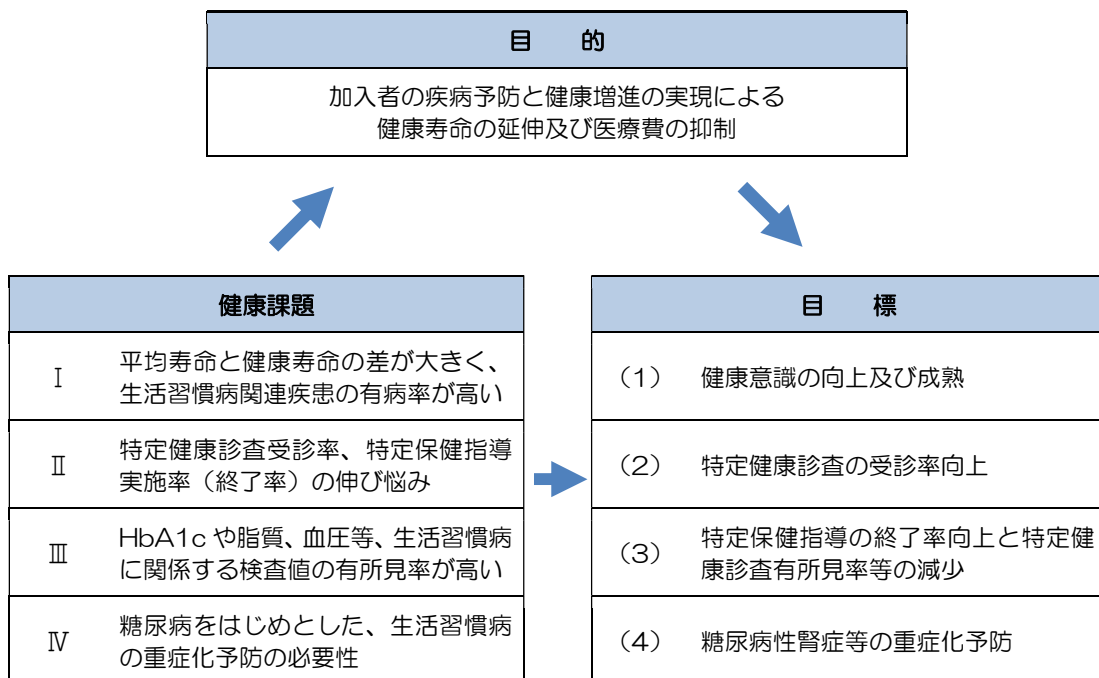 目　的
加入者の疾病予防と健康増進の実現による
健康寿命の延伸及び医療費の抑制
健康課題
Ⅰ　平均寿命と健康寿命の差が大きく、
生活習慣病関連疾患の有病率が高い
Ⅱ　特定健康診査受診率、特定保健指導
実施率（終了率）の伸び悩み
Ⅲ　HbA1c や脂質、血圧等、生活習慣病
に関係する検査値の有所見率が高い
Ⅳ　糖尿病をはじめとした、生活習慣病
の重症化予防の必要性
目　標
（1）　健康意識の向上及び成熟
（2）　特定健康診査の受診率向上
（3）　特定保健指導の終了率向上と特定健
康診査有所見率等の減少
（4）　糖尿病性腎症等の重症化予防